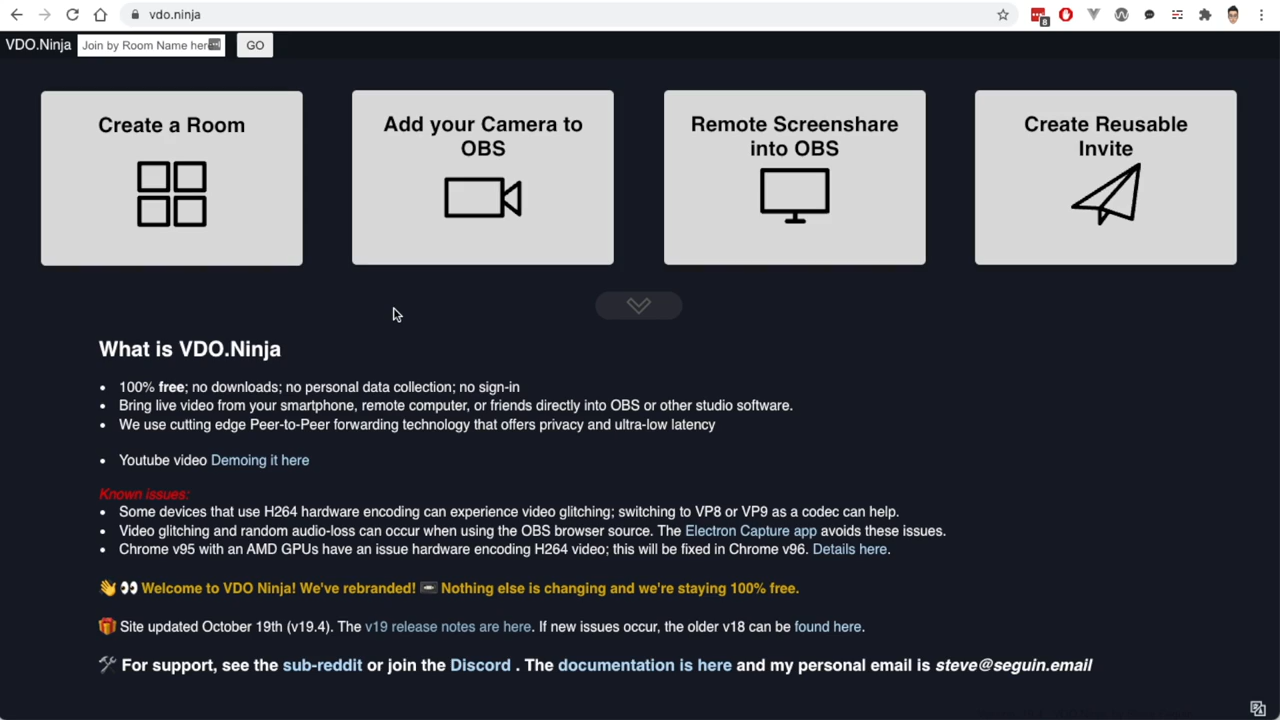 vdo.ninja
8
VDO.Ninja Join by Room Name here GO
Create a Room
Add your Camera to
OBS
Remote Screenshare
into OBS
Create Reusable
Invite
What is VDO.Ninja
• 100% free; no downloads; no personal data collection; no sign-in
• Bring live video from your smartphone, remote computer, or friends directly into OBS or other studio software.
• We use cutting edge Peer-to-Peer forwarding technology that offers privacy and ultra-low latency
• Youtube video Demoing it here
Known issues:
• Some devices that use H264 hardware encoding can experience video glitching; switching to VP8 or VP9 as a codec can help.
• Video glitching and random audio-loss can occur when using the OBS browser source. The Electron Capture app avoids these issues.
• Chrome v95 with an AMD GPUs have an issue hardware encoding H264 video; this will be fixed in Chrome v96. Details here.
👋 👀 Welcome to VDO Ninja! We've rebranded! Nothing else is changing and we're staying 100% free.
🎁 Site updated October 19th (v19.4). The v19 release notes are here. If new issues occur, the older v18 can be found here.
🛠 For support, see the sub-reddit or join the Discord . The documentation is here and my personal email is steve@seguin.email